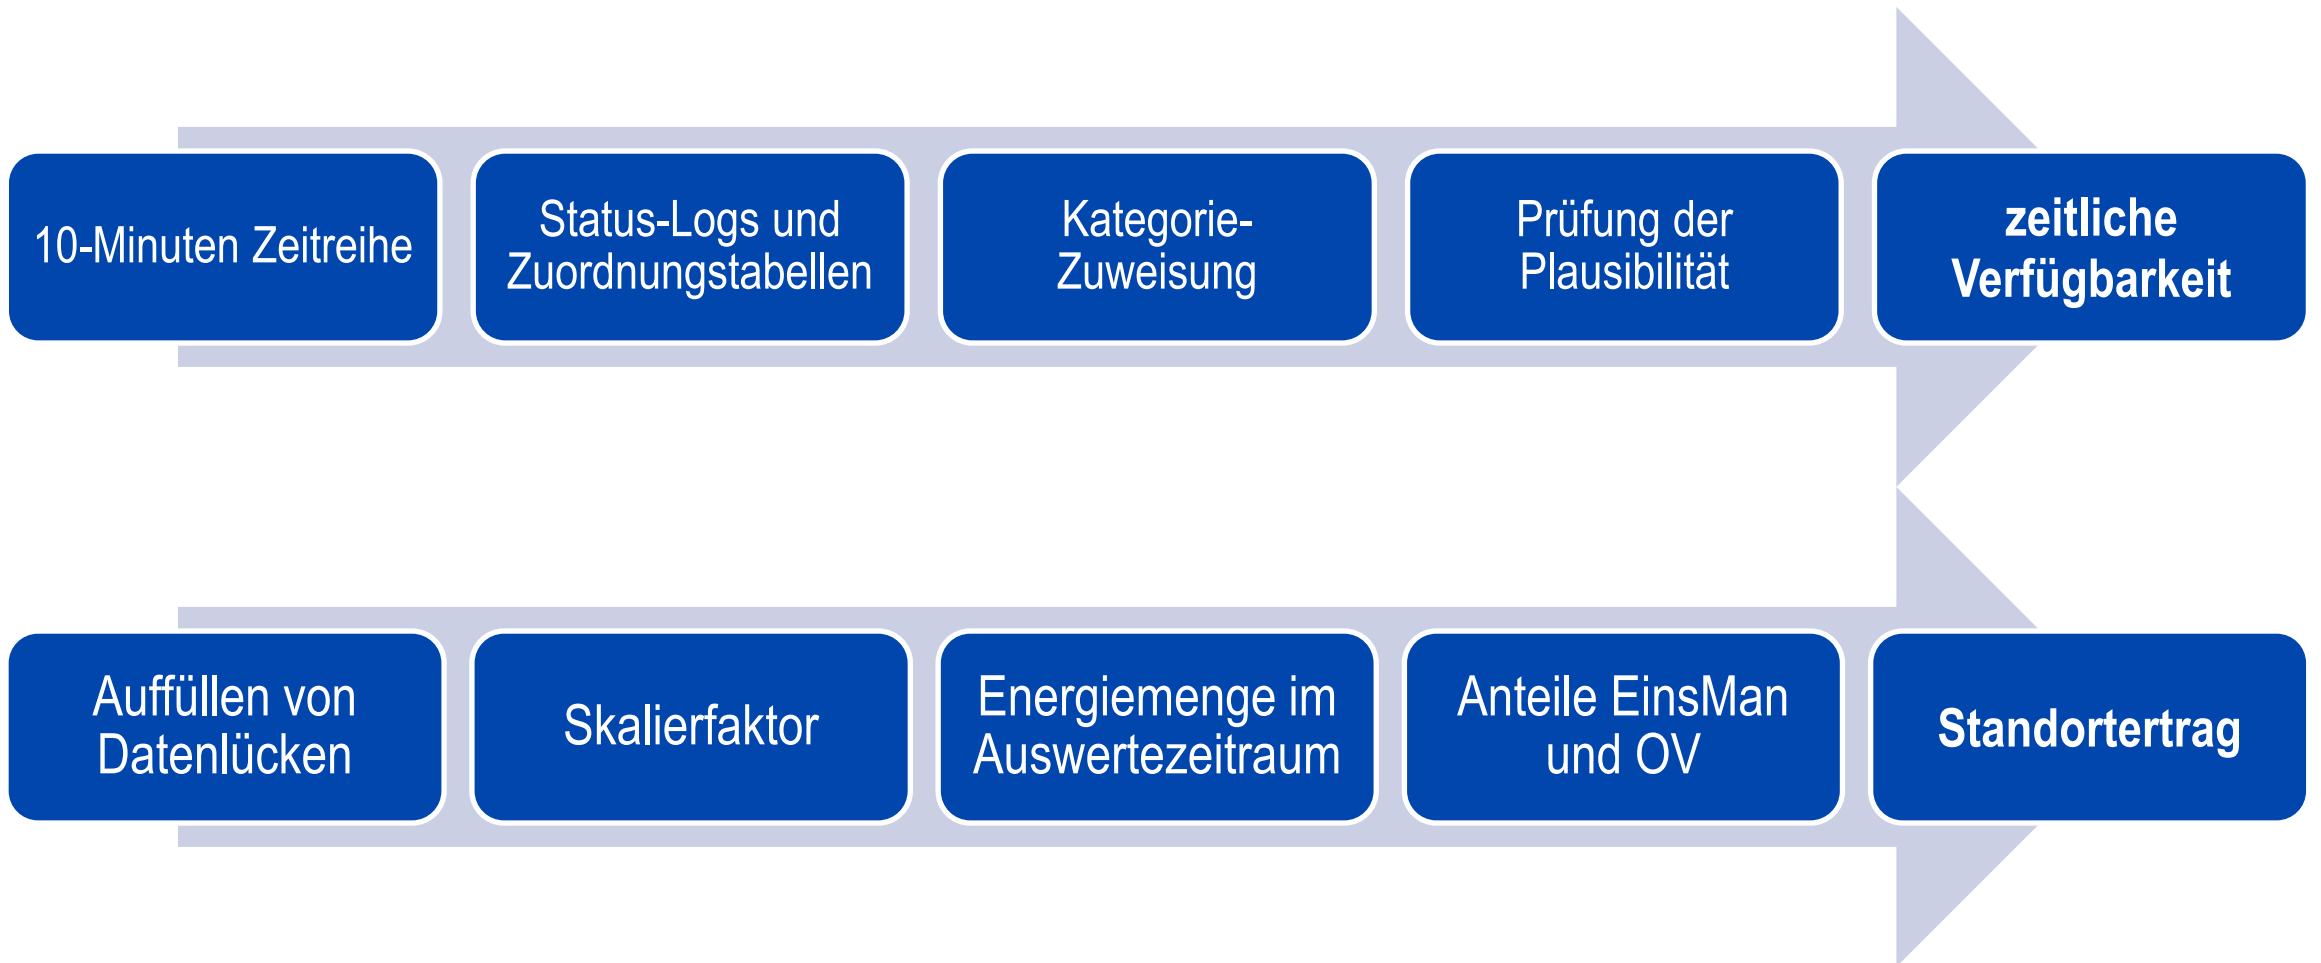 10-Minuten Zeitreihe
Status-Logs und
Zuordnungstabellen
Kategorie-
Zuweisung
Prüfung der
Plausibilität
zeitliche
Verfügbarkeit
Auffüllen von
Datenlücken
Skalierfaktor
Energiemenge im
Auswertezeitraum
Anteile EinsMan
und OV
Standortertrag